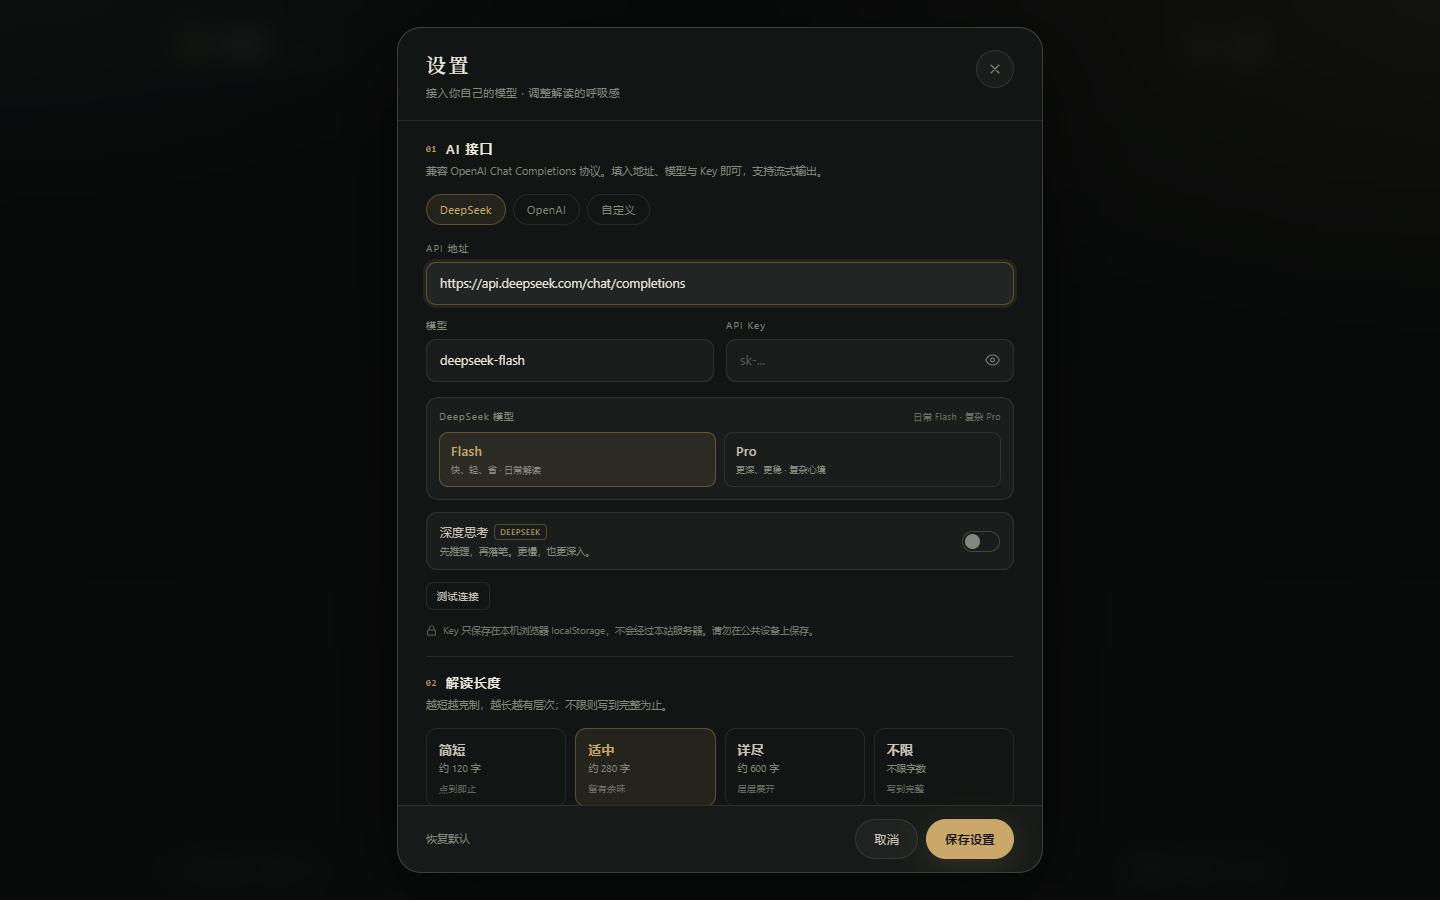 设置
接入你自己的模型 · 调整解读的呼吸感
01 AI 接口
兼容 OpenAI Chat Completions 协议。填入地址、模型与 Key 即可，支持流式输出。
DeepSeek OpenAI 自定义
API 地址
https://api.deepseek.com/chat/completions
模型 API Key
deepseek-flash sk-...
DeepSeek 模型 日常 Flash · 复杂 Pro
Flash Pro
快、轻、省 · 日常解读 更深、更稳 · 复杂心境
深度思考 DEEPSEEK
先推理，再落笔。更慢，也更深入。
测试连接
Key 只保存在本机浏览器 localStorage，不会经过本站服务器。请勿在公共设备上保存。
02 解读长度
越短越克制，越长越有层次；不限则写到完整为止。
简短 适中 详尽 不限
约 120 字 约 280 字 约 600 字 不限字数
点到即止 留有余味 层层展开 写到完整
恢复默认 取消 保存设置